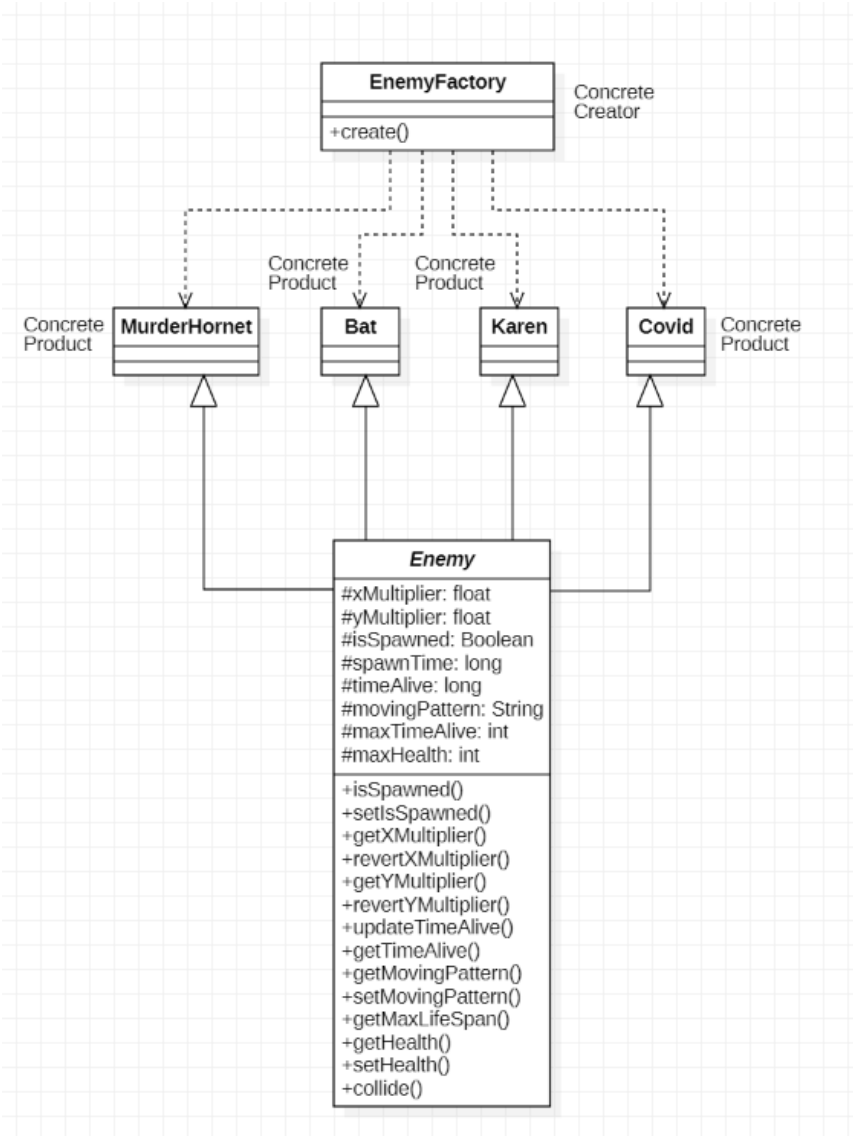 EnemyFactory
+create()
Concrete
Creator
Concrete
Product
Concrete
Product
Concrete
Product
MurderHornet
Bat
Karen
Covid
Concrete
Product
Enemy
#xMultiplier: float
#yMultiplier: float
#isSpawned: Boolean
#spawnTime: long
#timeAlive: long
#movingPattern: String
#maxTimeAlive: int
#maxHealth: int
+isSpawned()
+setIsSpawned()
+getXMultiplier()
+revertXMultiplier()
+getYMultiplier()
+revertYMultiplier()
+updateTimeAlive()
+getTimeAlive()
+getMovingPattern()
+setMovingPattern()
+getMaxLifeSpan()
+getHealth()
+setHealth()
+collide()